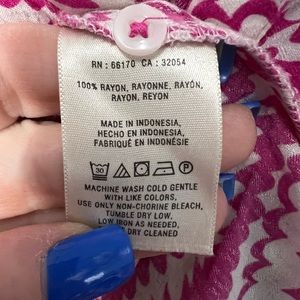 RN : 66170 CA : 32054
100% RAYON, RAYONNE, RAYÓN,
RAYON, REYON
MADE IN INDONESIA,
HECHO EN INDONESIA,
FABRIQUÉ EN INDONÉSIE
30
MACHINE WASH COLD GENTLE
WITH LIKE COLORS,
USE ONLY NON-CHORINE BLEACH,
TUMBLE DRY LOW,
LOW IRON AS NEEDED,
DRY CLEANED